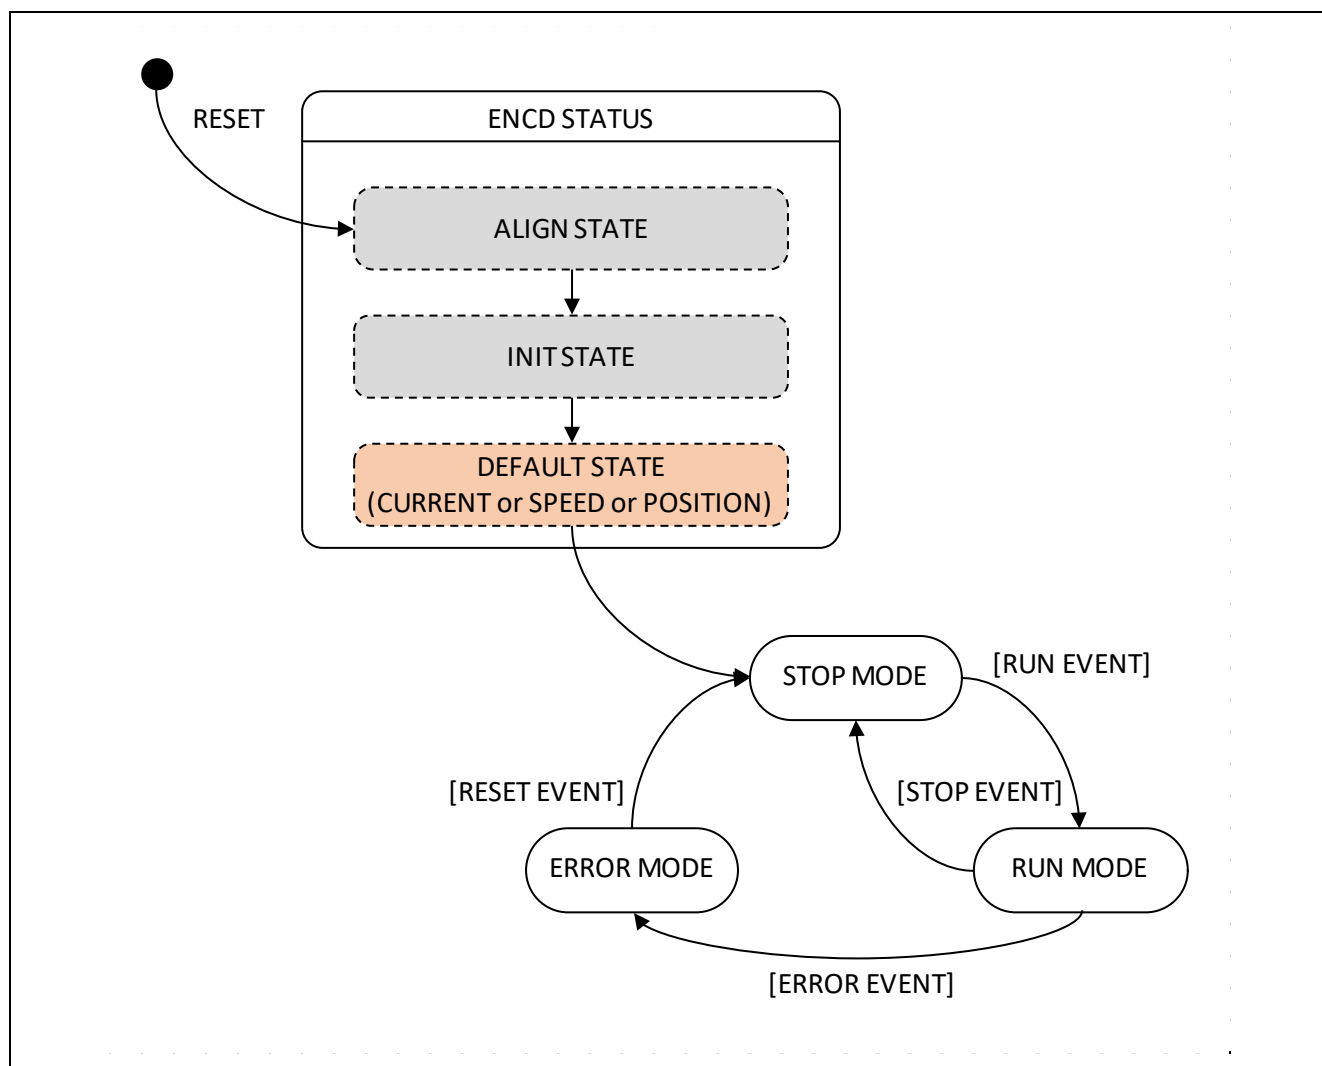 RESET
ENCD STATUS
ALIGN STATE
INIT STATE
DEFAULT STATE
(CURRENT or SPEED or POSITION)
STOP MODE
[RUN EVENT]
[RESET EVENT]
[STOP EVENT]
ERROR MODE
RUN MODE
[ERROR EVENT]